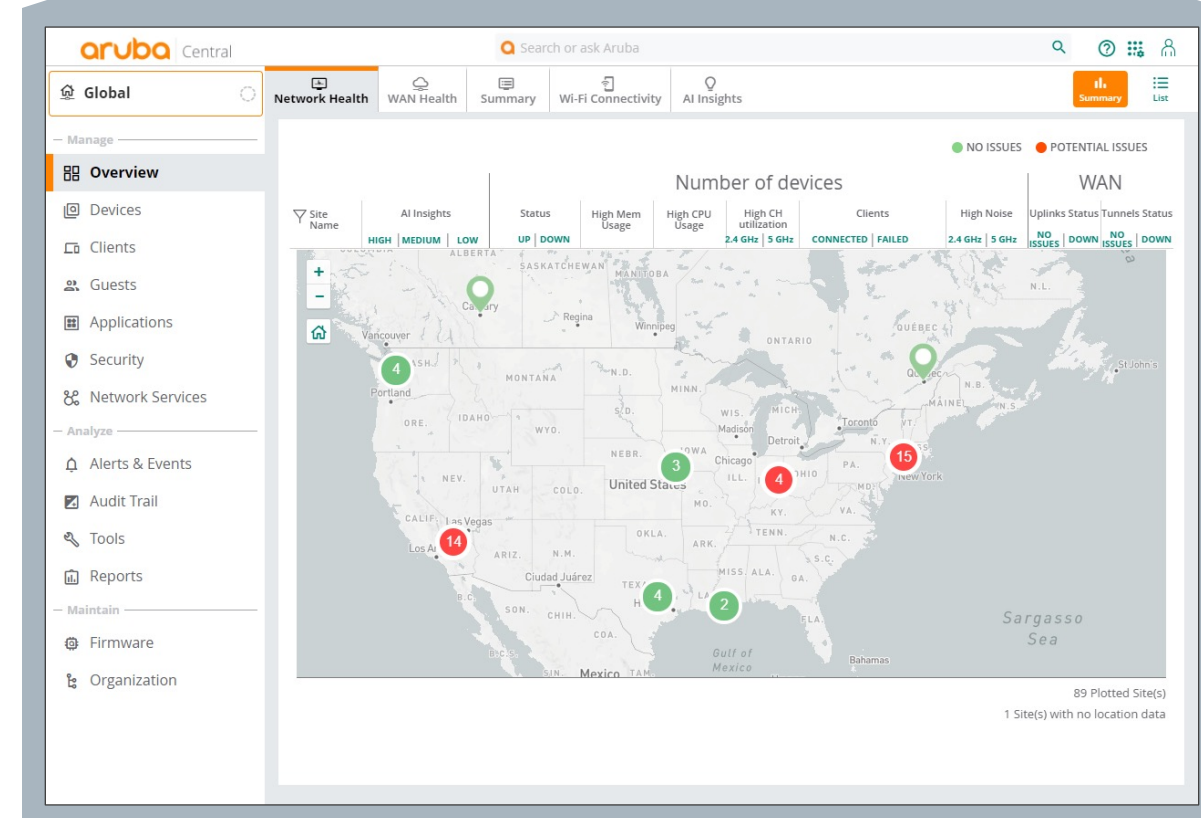 aruba Central
Search or ask Aruba
Global
Network Health
WAN Health
Summary
Wi-Fi Connectivity
AI Insights
Summary
List
Manage
Overview
Devices
Clients
Guests
Applications
Security
Network Services
Analyze
Alerts & Events
Audit Trail
Tools
Reports
Maintain
Firmware
Organization
NO ISSUES
POTENTIAL ISSUES
Number of devices
WAN
Site Name
AI Insights
HIGH | MEDIUM | LOW
Status
UP | DOWN
High Mem Usage
High CPU Usage
High CH utilization
2.4 GHz | 5 GHz
Clients
CONNECTED | FAILED
High Noise
2.4 GHz | 5 GHz
Uplinks Status
NO ISSUES | DOWN
Tunnels Status
NO ISSUES | DOWN
+
−
ALBERTA
SASKATCHEWAN
MANITOBA
N.L.
Regina
Winnipeg
Vancouver
ONTARIO
QUÉBEC
St John's
4
Portland
MONTANA
N.D.
MINN.
N.B.
MAINE
N.S.
ORE.
IDAHO
WYO.
S.D.
WIS.
MICH
Madison
Toronto
VT.
Detroit
N.Y.
NEBR.
IOWA
Chicago
PA.
15
New York
3
4
NEV.
UTAH
COLO.
United States
ILL.
OHIO
MD.
MO.
KY.
VA.
CALIF.
Las Vegas
14
OKLA.
TENN.
N.C.
ARIZ.
N.M.
ARK.
S.C.
MISS.
ALA.
GA.
Ciudad Juárez
4
2
B.C.
SON.
CHIH.
FLA.
COA.
Sargasso
Sea
Gulf of
Mexico
Bahamas
B.C.S.
SIN.
Mexico
TAM.
89 Plotted Site(s)
1 Site(s) with no location data